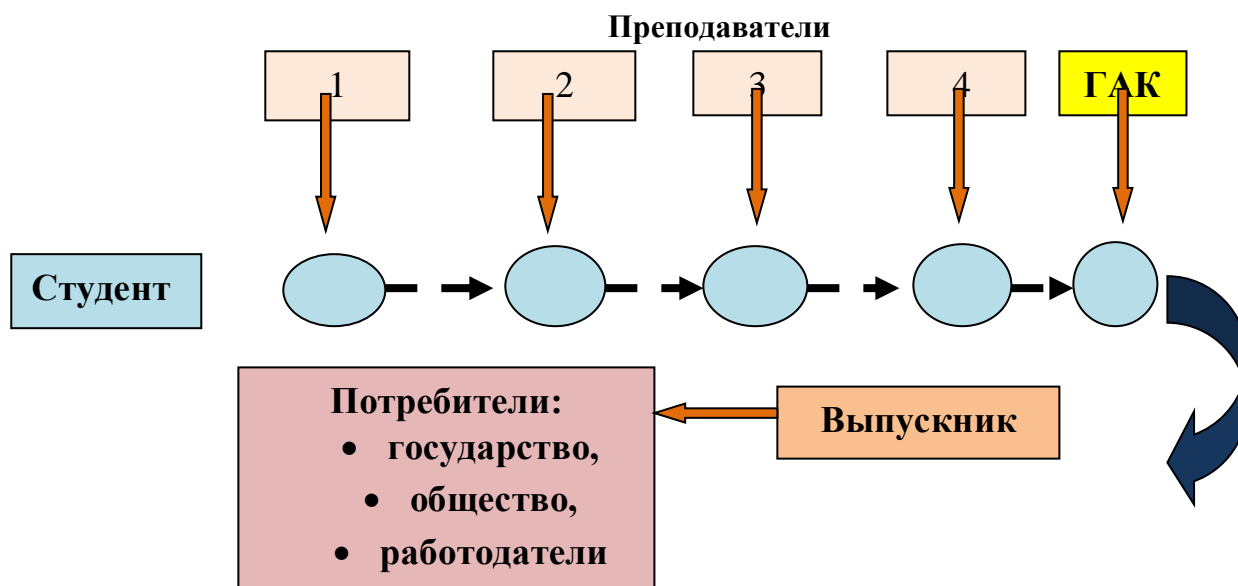 Преподаватели
1 2 3 4 ГАК
Студент
Потребители:
• государство,
• общество,
• работодатели
Выпускник